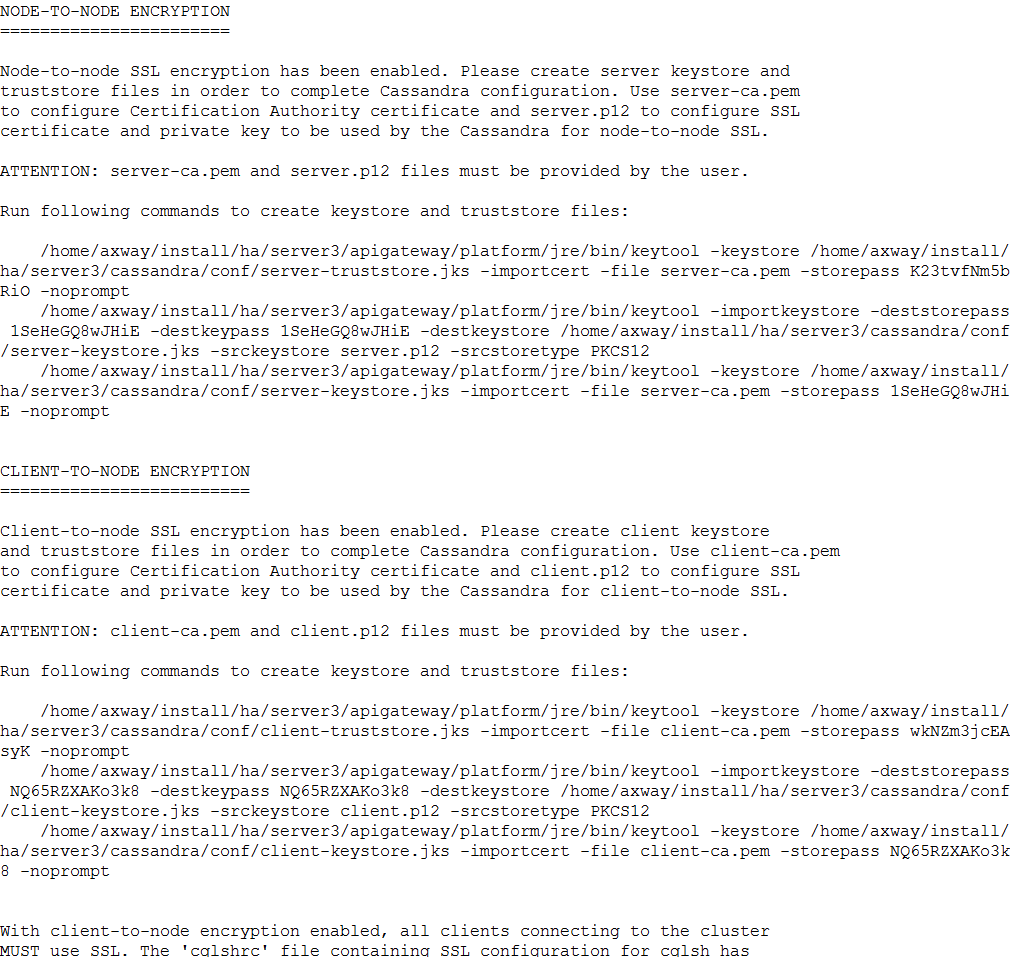 NODE-TO-NODE ENCRYPTION
=======================
Node-to-node SSL encryption has been enabled. Please create server keystore and
truststore files in order to complete Cassandra configuration. Use server-ca.pem
to configure Certification Authority certificate and server.p12 to configure SSL
certificate and private key to be used by the Cassandra for node-to-node SSL.
ATTENTION: server-ca.pem and server.p12 files must be provided by the user.
Run following commands to create keystore and truststore files:
    /home/axway/install/ha/server3/apigateway/platform/jre/bin/keytool -keystore /home/axway/install/
ha/server3/cassandra/conf/server-truststore.jks -importcert -file server-ca.pem -storepass K23tvfNm5b
RiO -noprompt
    /home/axway/install/ha/server3/apigateway/platform/jre/bin/keytool -importkeystore -deststorepass
 1SeHeGQ8wJHiE -destkeypass 1SeHeGQ8wJHiE -destkeystore /home/axway/install/ha/server3/cassandra/conf
/server-keystore.jks -srckeystore server.p12 -srcstoretype PKCS12
    /home/axway/install/ha/server3/apigateway/platform/jre/bin/keytool -keystore /home/axway/install/
ha/server3/cassandra/conf/server-keystore.jks -importcert -file server-ca.pem -storepass 1SeHeGQ8wJHi
E -noprompt
CLIENT-TO-NODE ENCRYPTION
=========================
Client-to-node SSL encryption has been enabled. Please create client keystore
and truststore files in order to complete Cassandra configuration. Use client-ca.pem
to configure Certification Authority certificate and client.p12 to configure SSL
certificate and private key to be used by the Cassandra for client-to-node SSL.
ATTENTION: client-ca.pem and client.p12 files must be provided by the user.
Run following commands to create keystore and truststore files:
    /home/axway/install/ha/server3/apigateway/platform/jre/bin/keytool -keystore /home/axway/install/
ha/server3/cassandra/conf/client-truststore.jks -importcert -file client-ca.pem -storepass wkNZm3jcEA
syK -noprompt
    /home/axway/install/ha/server3/apigateway/platform/jre/bin/keytool -importkeystore -deststorepass
 NQ65RZXAKo3k8 -destkeypass NQ65RZXAKo3k8 -destkeystore /home/axway/install/ha/server3/cassandra/conf
/client-keystore.jks -srckeystore client.p12 -srcstoretype PKCS12
    /home/axway/install/ha/server3/apigateway/platform/jre/bin/keytool -keystore /home/axway/install/
ha/server3/cassandra/conf/client-keystore.jks -importcert -file client-ca.pem -storepass NQ65RZXAKo3k
8 -noprompt
With client-to-node encryption enabled, all clients connecting to the cluster
MUST use SSL. The 'cqlshrc' file containing SSL configuration for cqlsh has